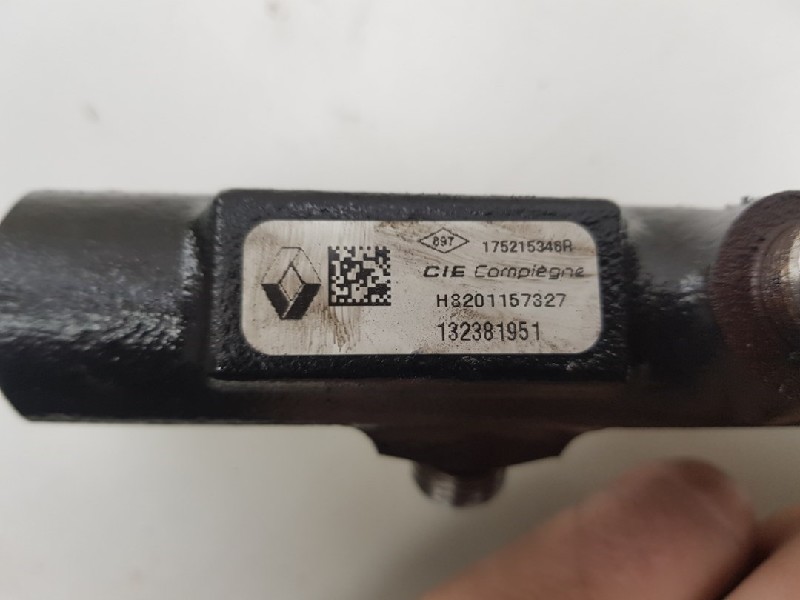 897
175215346R
CIE Compiègne
H8201157327
132381951